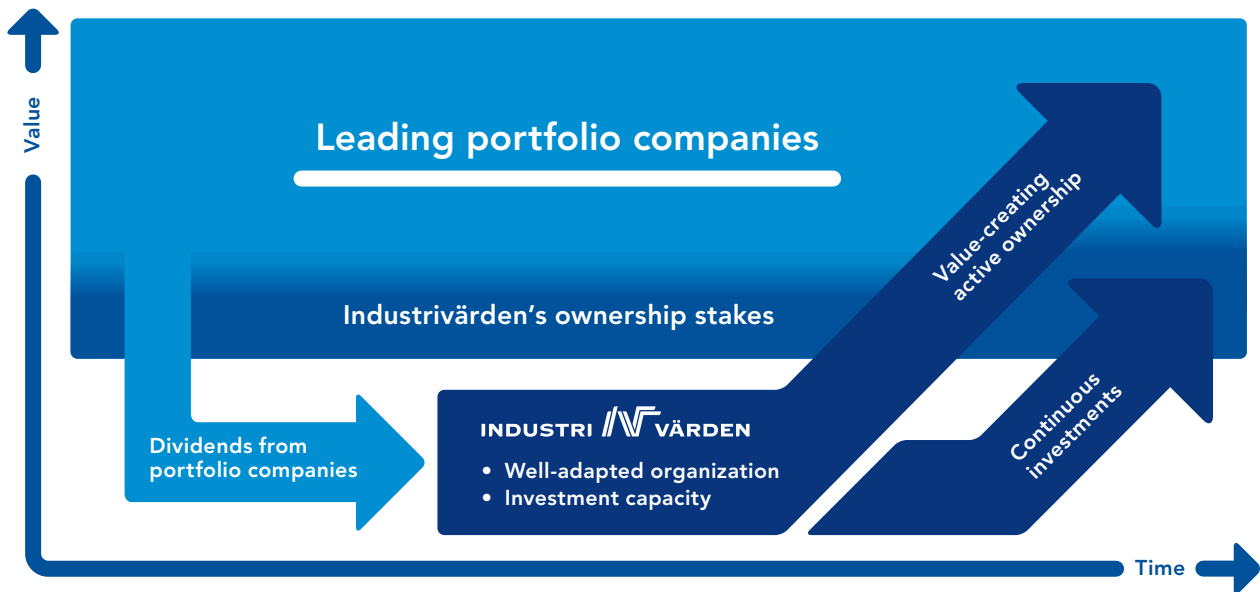 Value
Leading portfolio companies
Value-creating
active ownership
Industrivärden’s ownership stakes
Continuous
investments
Dividends from
portfolio companies
INDUSTRI VÄRDEN
• Well-adapted organization
• Investment capacity
Time